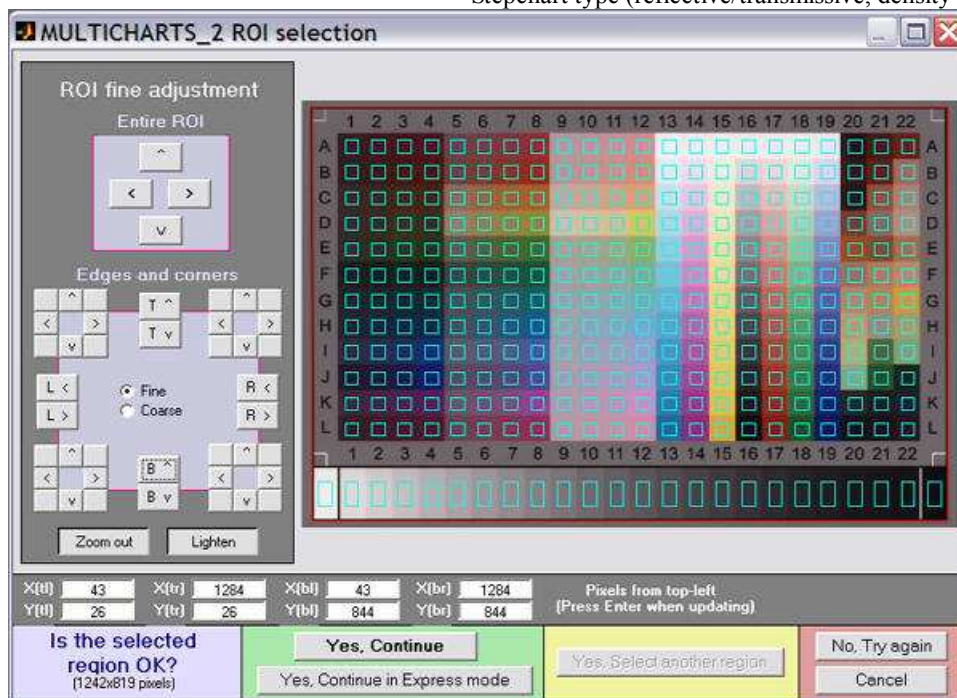 Stepchart type (reflective/transmissive, density
MULTICHARTS_2 ROI selection
ROI fine adjustment
Entire ROI
^
< >
v
Edges and corners
^ T ^ ^
< > T v < >
v v
L < Fine R <
L > Coarse R >
^ B ^ ^
< > < >
v B v v
Zoom out Lighten
1 2 3 4 5 6 7 8 9 10 11 12 13 14 15 16 17 18 19 20 21 22
A A
B B
C C
D D
E E
F F
G G
H H
I I
J J
K K
L L
1 2 3 4 5 6 7 8 9 10 11 12 13 14 15 16 17 18 19 20 21 22
X(tl) 43 X(tr) 1284 X(bl) 43 X(br) 1284 Pixels from top-left
Y(tl) 26 Y(tr) 26 Y(bl) 844 Y(br) 844 (Press Enter when updating)
Is the selected
region OK?
(1242x819 pixels)
Yes, Continue
Yes, Continue in Express mode
Yes, Select another region
No, Try again
Cancel